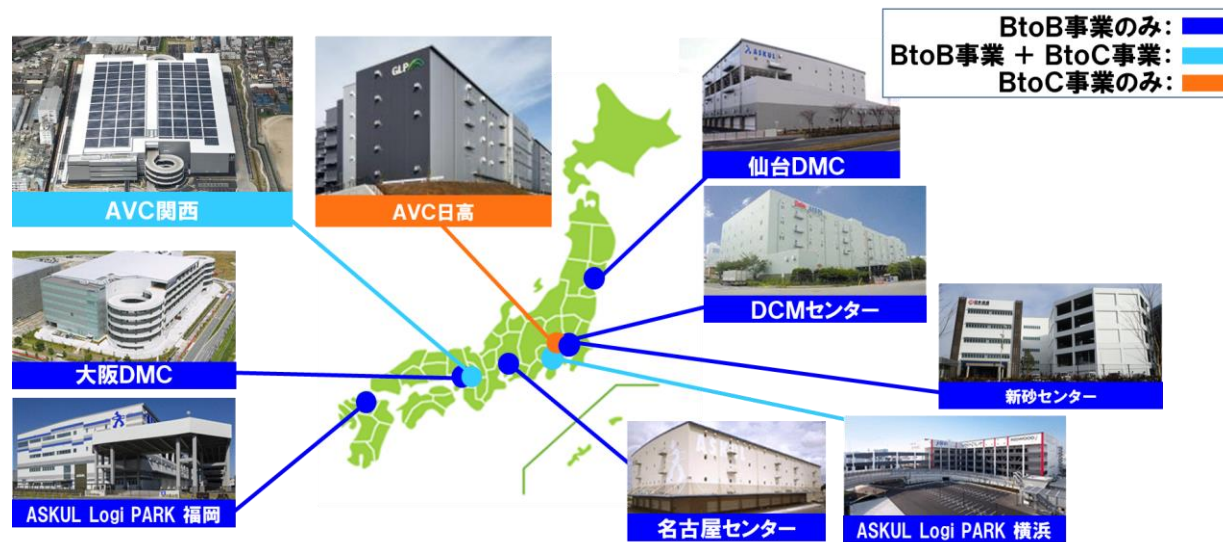 BtoB事業のみ:
BtoB事業 + BtoC事業:
BtoC事業のみ:
GLP
ASKUL
AVC関西
AVC日高
仙台DMC
DCMセンター
大阪DMC
新砂センター
ASKUL
ASKUL Logi PARK 福岡
名古屋センター
ASKUL Logi PARK 横浜